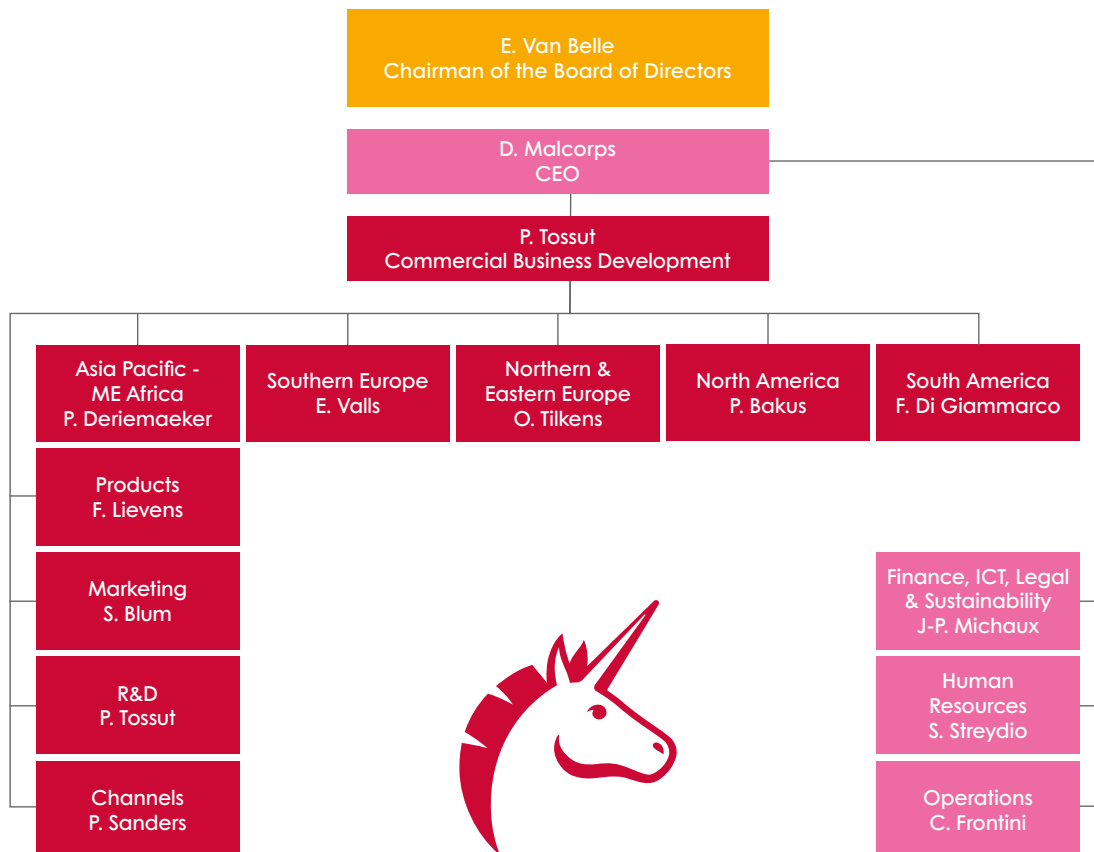 E. Van Belle
Chairman of the Board of Directors
D. Malcorps
CEO
P. Tossut
Commercial Business Development
Asia Pacific -
ME Africa
P. Deriemaeker
Southern Europe
E. Valls
Northern &
Eastern Europe
O. Tilkens
North America
P. Bakus
South America
F. Di Giammarco
Products
F. Lievens
Marketing
S. Blum
Finance, ICT, Legal
& Sustainability
J-P. Michaux
R&D
P. Tossut
Human
Resources
S. Streydio
Channels
P. Sanders
Operations
C. Frontini